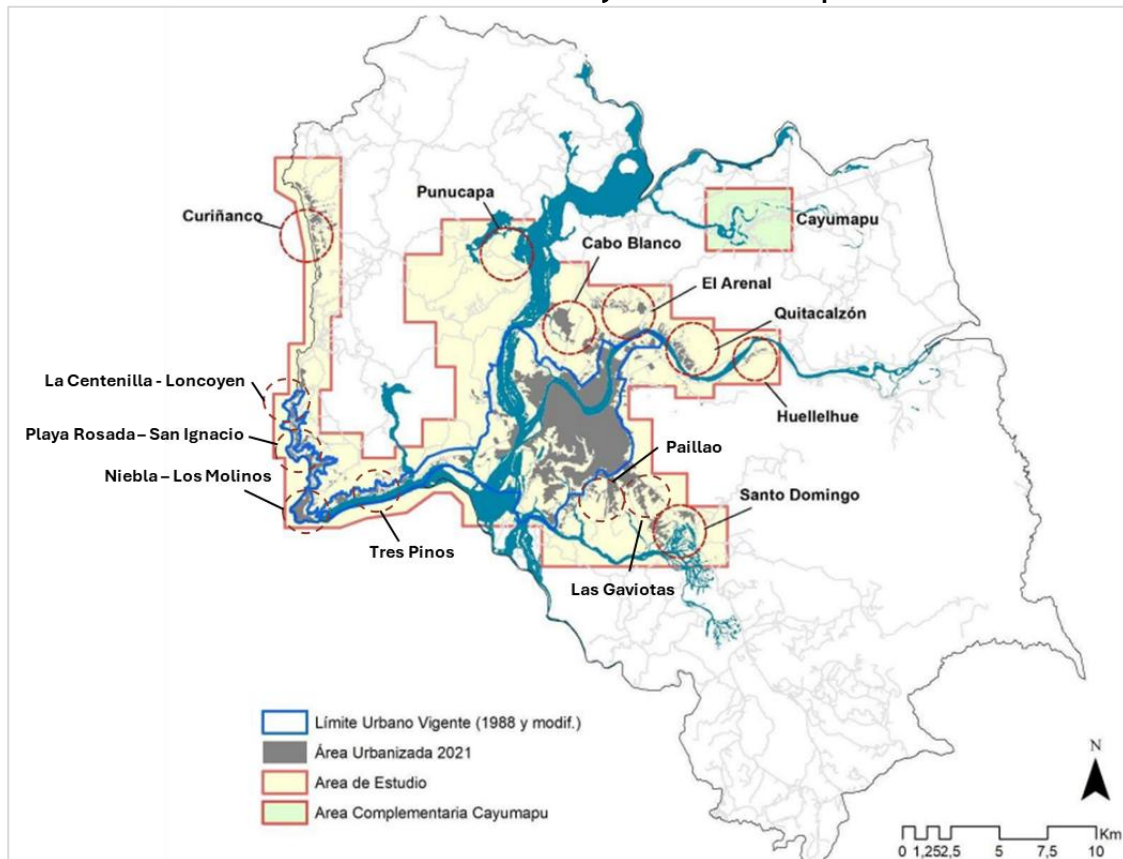 Punucapa
Curiñanco
Cayumapu
Cabo Blanco
El Arenal
Quitacalzón
La Centenilla - Loncoyen
Huellelhue
Playa Rosada – San Ignacio
Paillao
Niebla – Los Molinos
Santo Domingo
Tres Pinos
Las Gaviotas
Límite Urbano Vigente (1988 y modif.)
Área Urbanizada 2021
Area de Estudio
Area Complementaria Cayumapu
N
Km
0 1,252,5 5 7,5 10